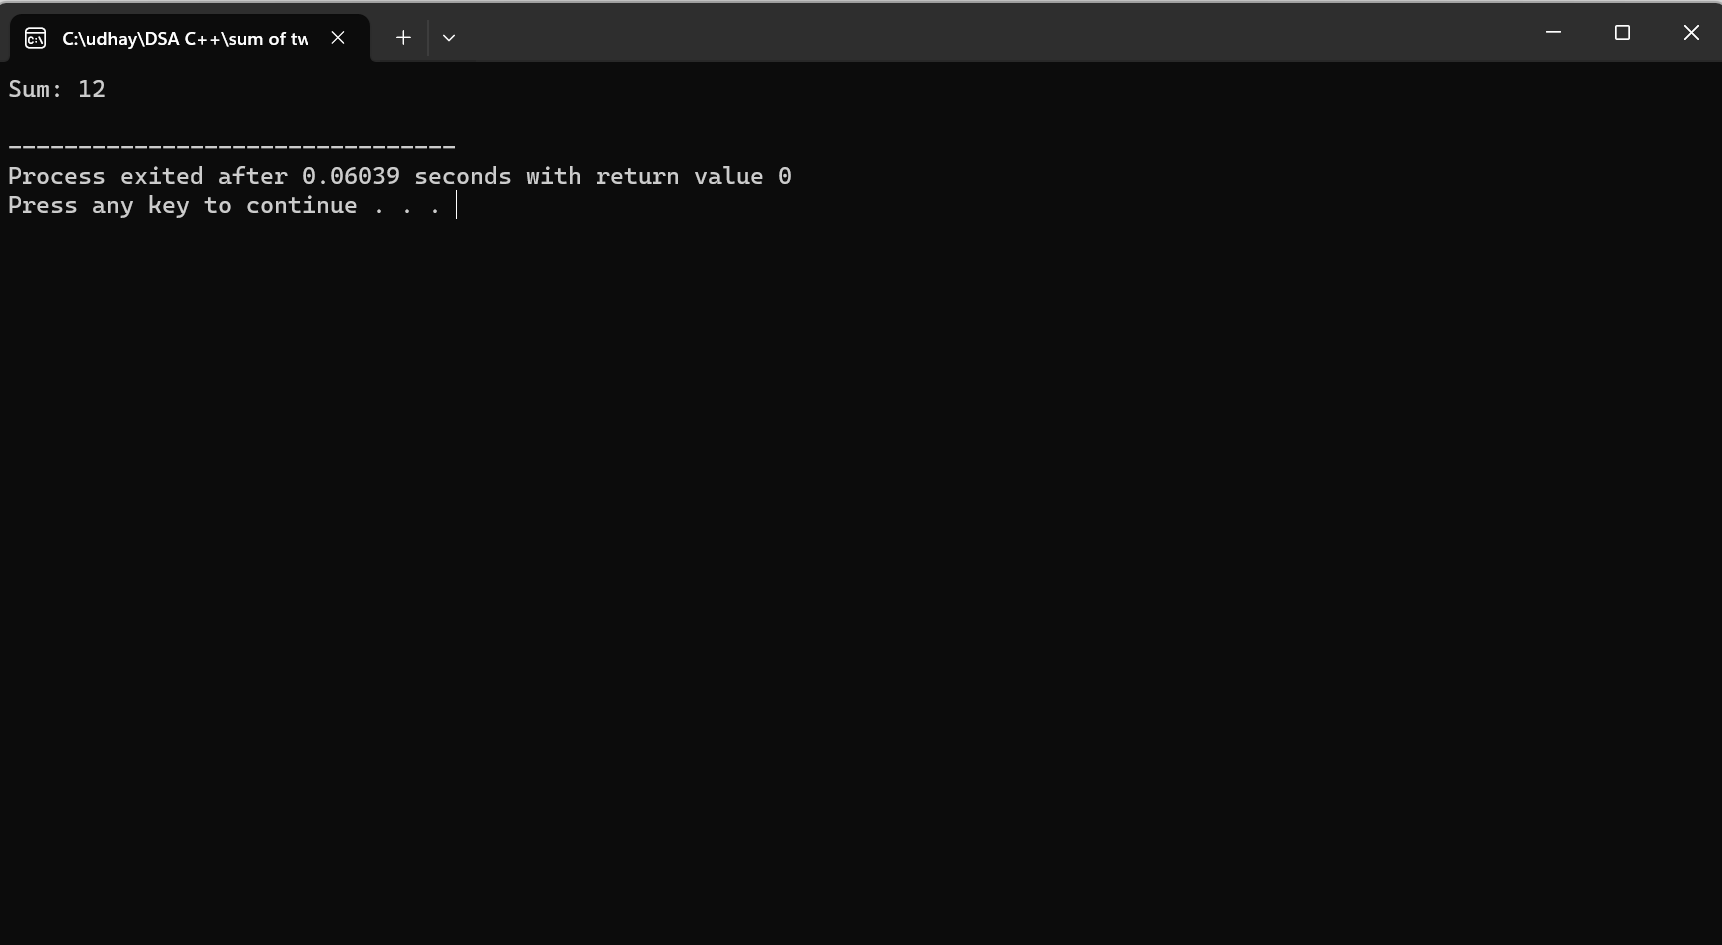 C:\udhay\DSA C++\sum of tw
Sum: 12
--------------------------------
Process exited after 0.06039 seconds with return value 0
Press any key to continue . . .